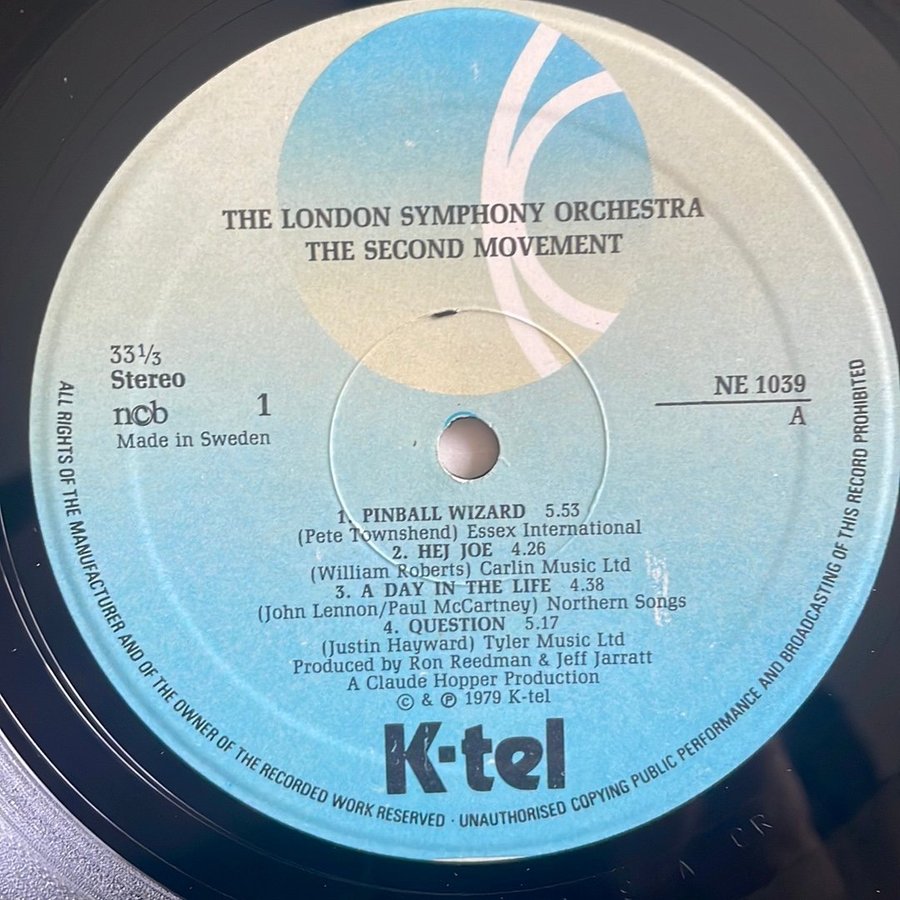 THE LONDON SYMPHONY ORCHESTRA
THE SECOND MOVEMENT
33 1/3
Stereo
ncb 1
Made in Sweden
NE 1039
A
1. PINBALL WIZARD 5.53
(Pete Townshend) Essex International
2. HEJ JOE 4.26
(William Roberts) Carlin Music Ltd
3. A DAY IN THE LIFE 4.38
(John Lennon/Paul McCartney) Northern Songs
4. QUESTION 5.17
(Justin Hayward) Tyler Music Ltd
Produced by Ron Reedman & Jeff Jarratt
A Claude Hopper Production
© & ℗ 1979 K-tel
K-tel
ALL RIGHTS OF THE MANUFACTURER AND OF THE OWNER OF THE RECORDED WORK RESERVED · UNAUTHORISED COPYING PUBLIC PERFORMANCE AND BROADCASTING OF THIS RECORD PROHIBITED